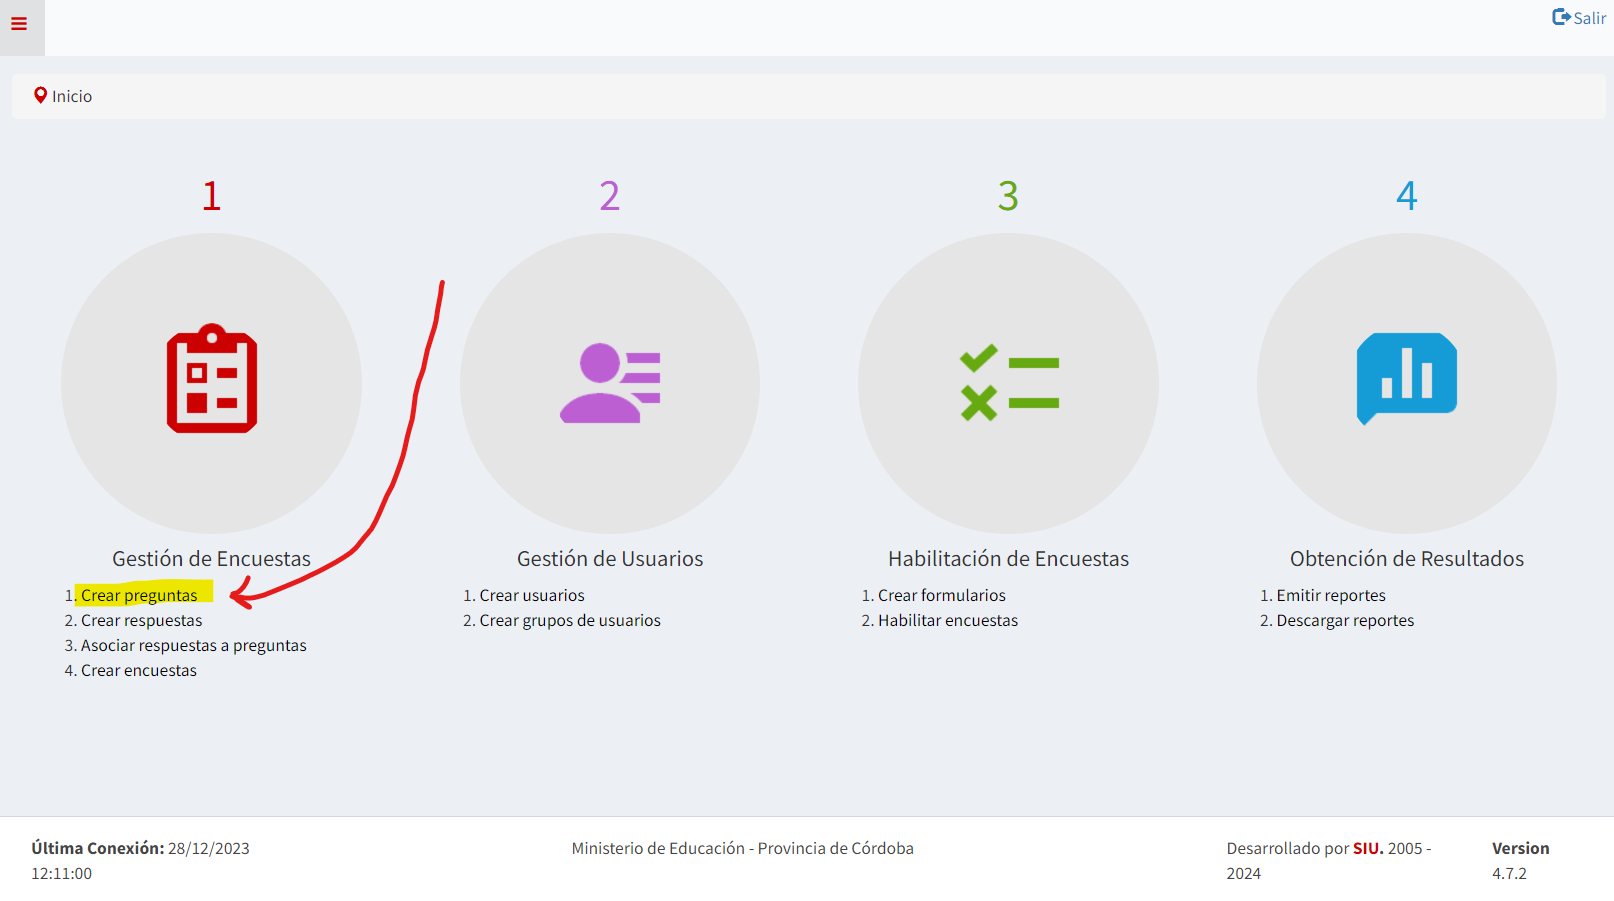 Salir
Inicio
1
2
3
4
Gestión de Encuestas
1. Crear preguntas
2. Crear respuestas
3. Asociar respuestas a preguntas
4. Crear encuestas
Gestión de Usuarios
1. Crear usuarios
2. Crear grupos de usuarios
Habilitación de Encuestas
1. Crear formularios
2. Habilitar encuestas
Obtención de Resultados
1. Emitir reportes
2. Descargar reportes
Última Conexión: 28/12/2023
12:11:00
Ministerio de Educación - Provincia de Córdoba
Desarrollado por SIU. 2005 -
2024
Version
4.7.2